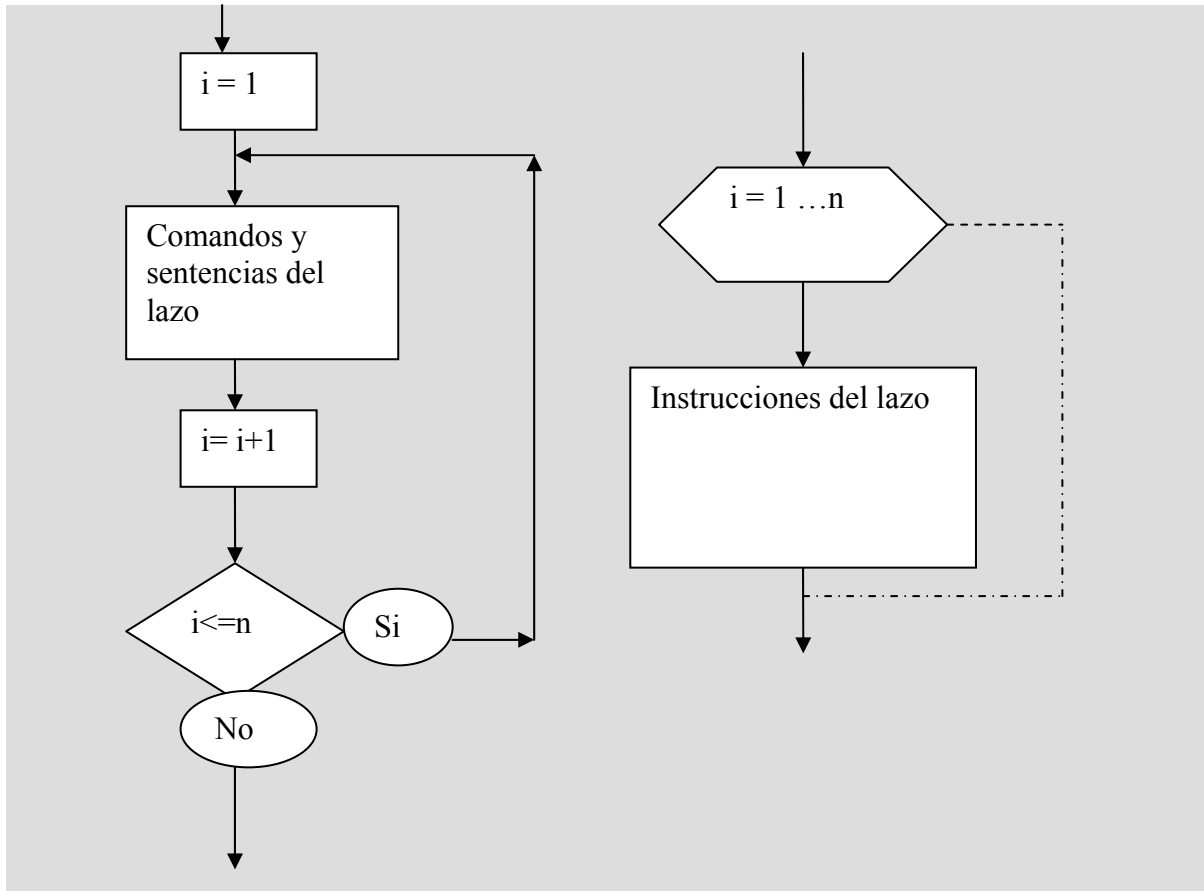 i = 1
Comandos y
sentencias del
lazo
i= i+1
i<=n
Si
No
i = 1 …n
Instrucciones del lazo